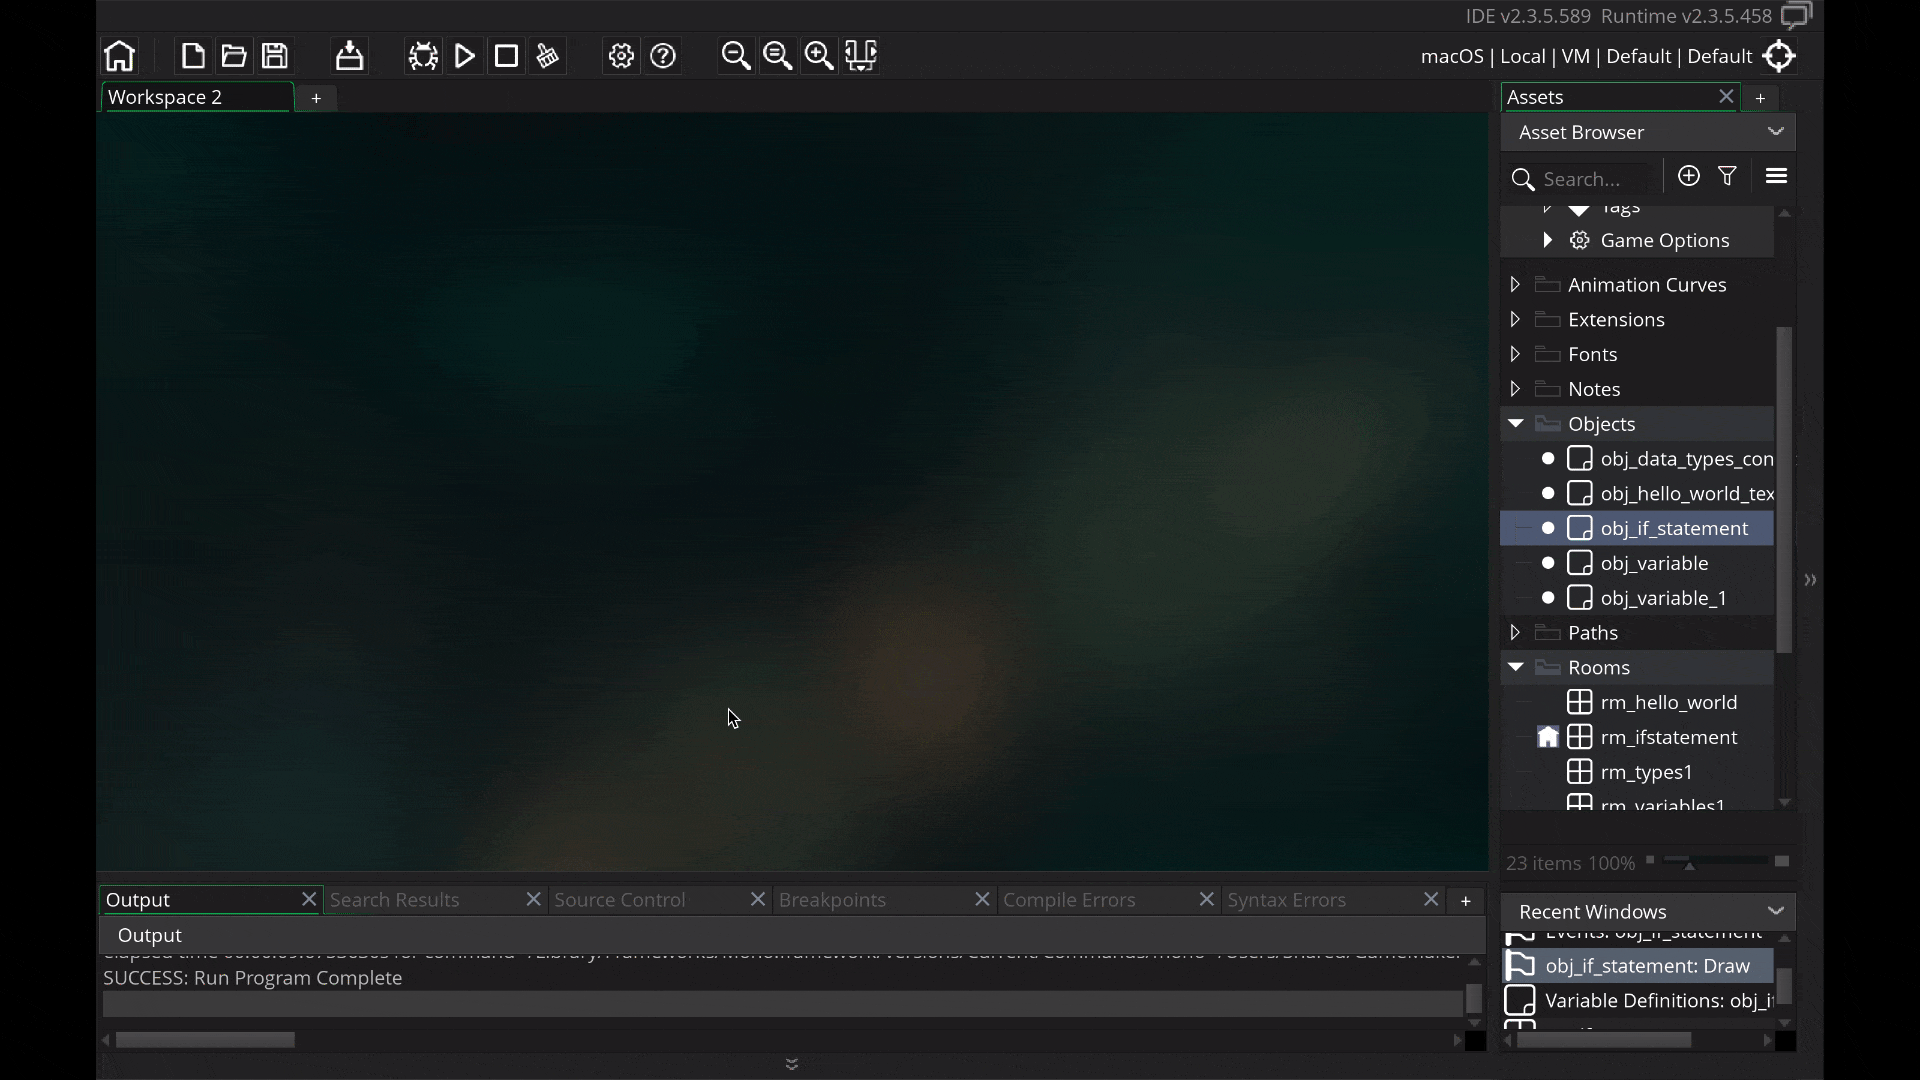 IDE v2.3.5.589 Runtime v2.3.5.458
macOS | Local | VM | Default | Default
Workspace 2 +
Assets +
Asset Browser
Search...
Tags
Game Options
Animation Curves
Extensions
Fonts
Notes
Objects
obj_data_types_con
obj_hello_world_tex
obj_if_statement
obj_variable
obj_variable_1
Paths
Rooms
rm_hello_world
rm_ifstatement
rm_types1
rm_variables1
23 items 100%
Output Search Results Source Control Breakpoints Compile Errors Syntax Errors +
Output
SUCCESS: Run Program Complete
Recent Windows
Events: obj_if_statement
obj_if_statement: Draw
Variable Definitions: obj_if